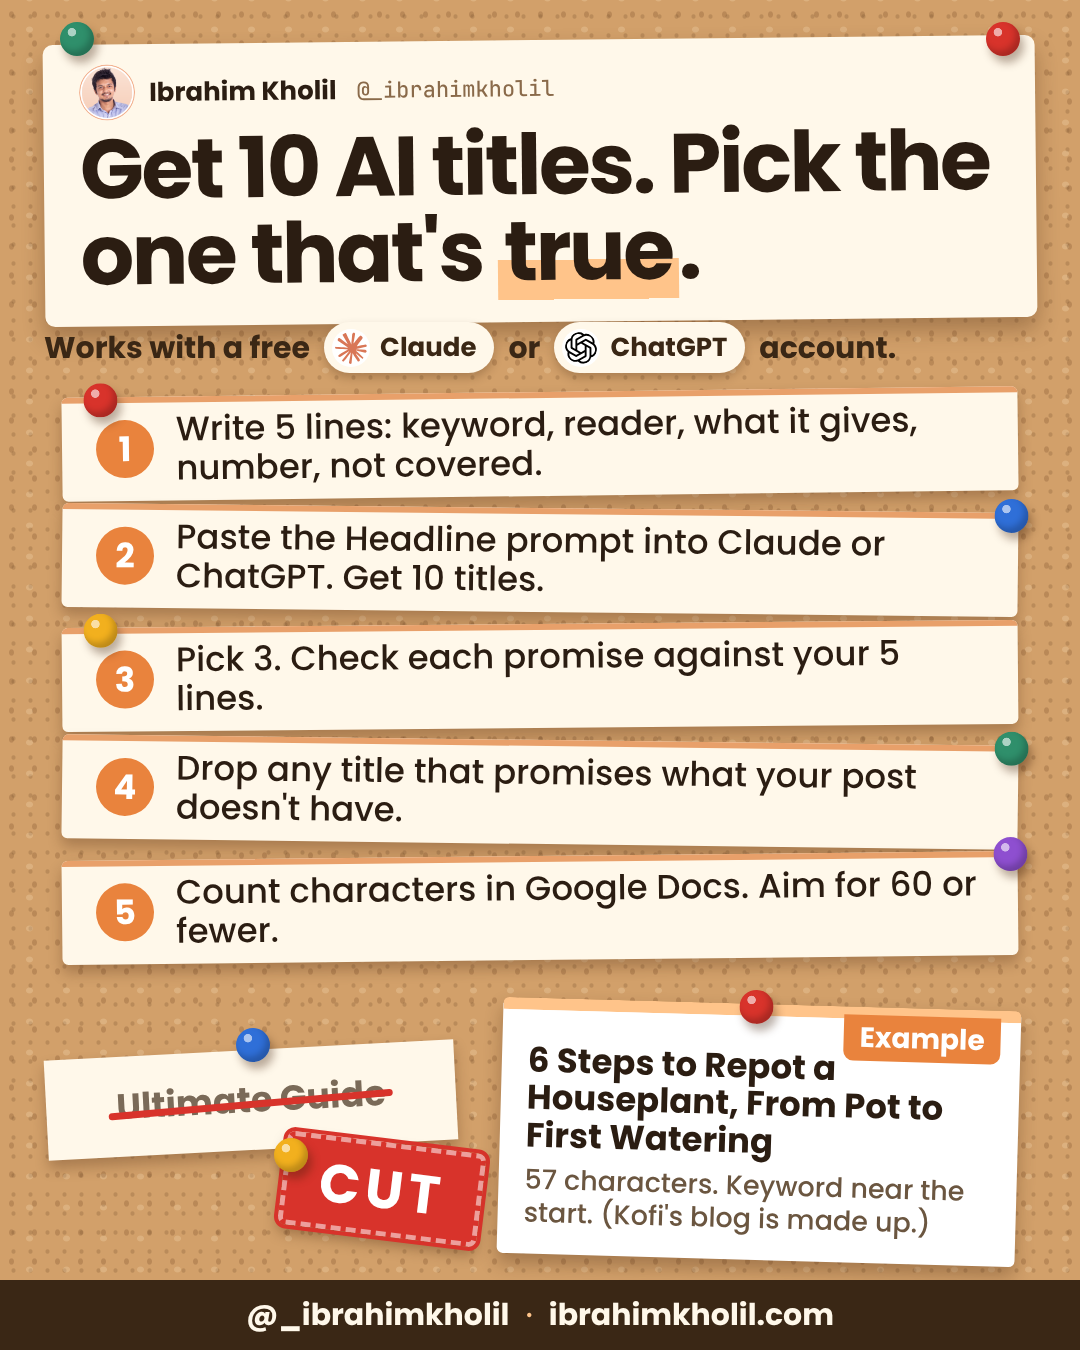 Ibrahim Kholil @_ibrahimkholil
Get 10 AI titles. Pick the
one that's true.
Works with a free Claude or ChatGPT account.
1 Write 5 lines: keyword, reader, what it gives,
number, not covered.
2 Paste the Headline prompt into Claude or
ChatGPT. Get 10 titles.
3 Pick 3. Check each promise against your 5
lines.
4 Drop any title that promises what your post
doesn't have.
5 Count characters in Google Docs. Aim for 60 or
fewer.
Ultimate Guide
CUT
Example
6 Steps to Repot a
Houseplant, From Pot to
First Watering
57 characters. Keyword near the
start. (Kofi's blog is made up.)
@_ibrahimkholil · ibrahimkholil.com